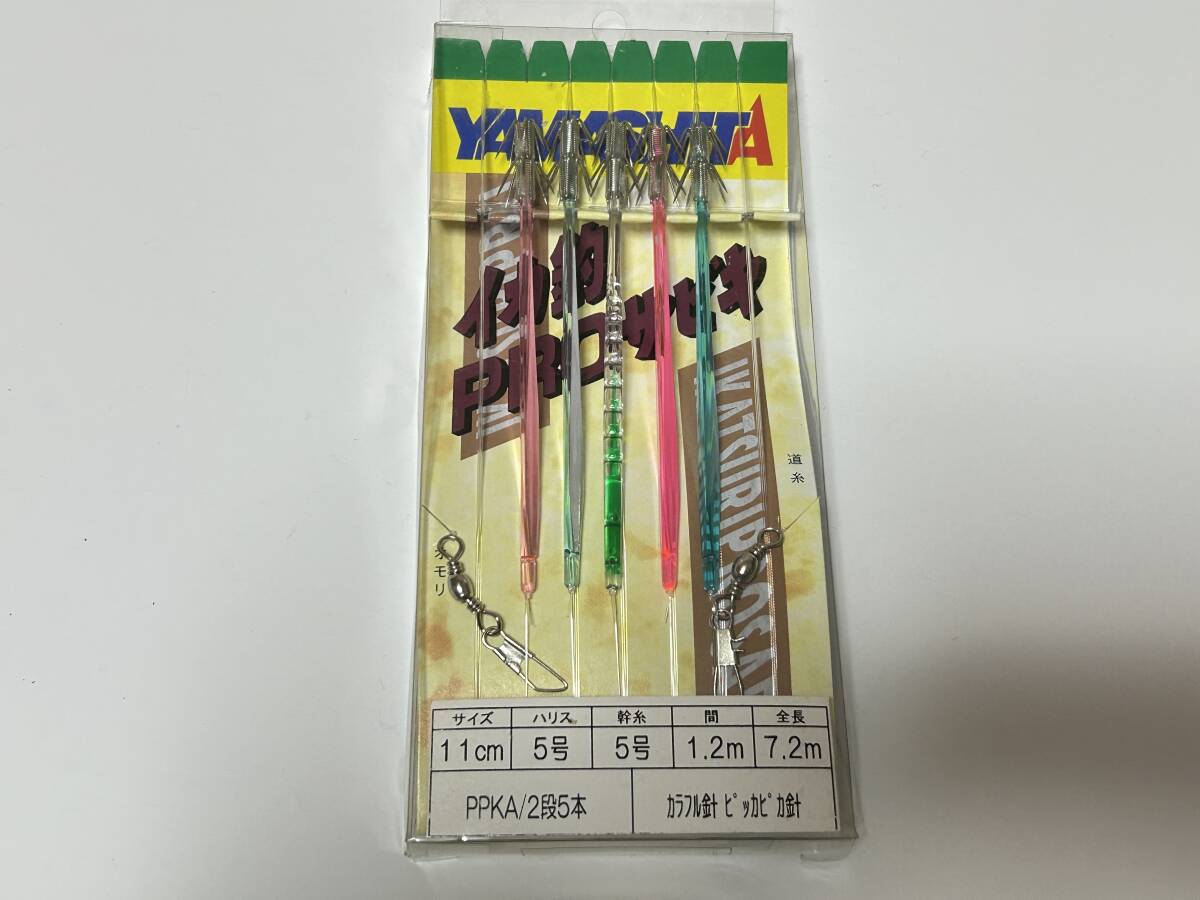 YAMASHITA
イカ釣
PROサビキ
道糸
オモリ
サイズ ハリス 幹糸 間 全長
11cm 5号 5号 1.2m 7.2m
PPKA/2段5本 カラフル針 ピッカピカ針